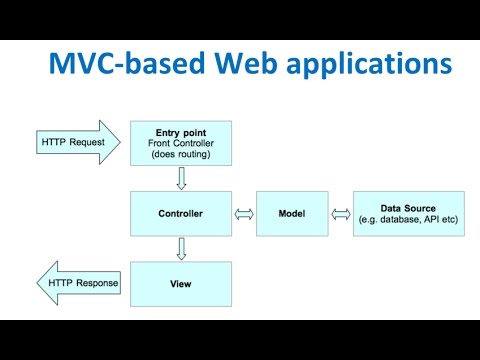 MVC-based Web applications
HTTP Request
Entry point
Front Controller
(does routing)
Controller
Model
Data Source
(e.g. database, API etc)
HTTP Response
View